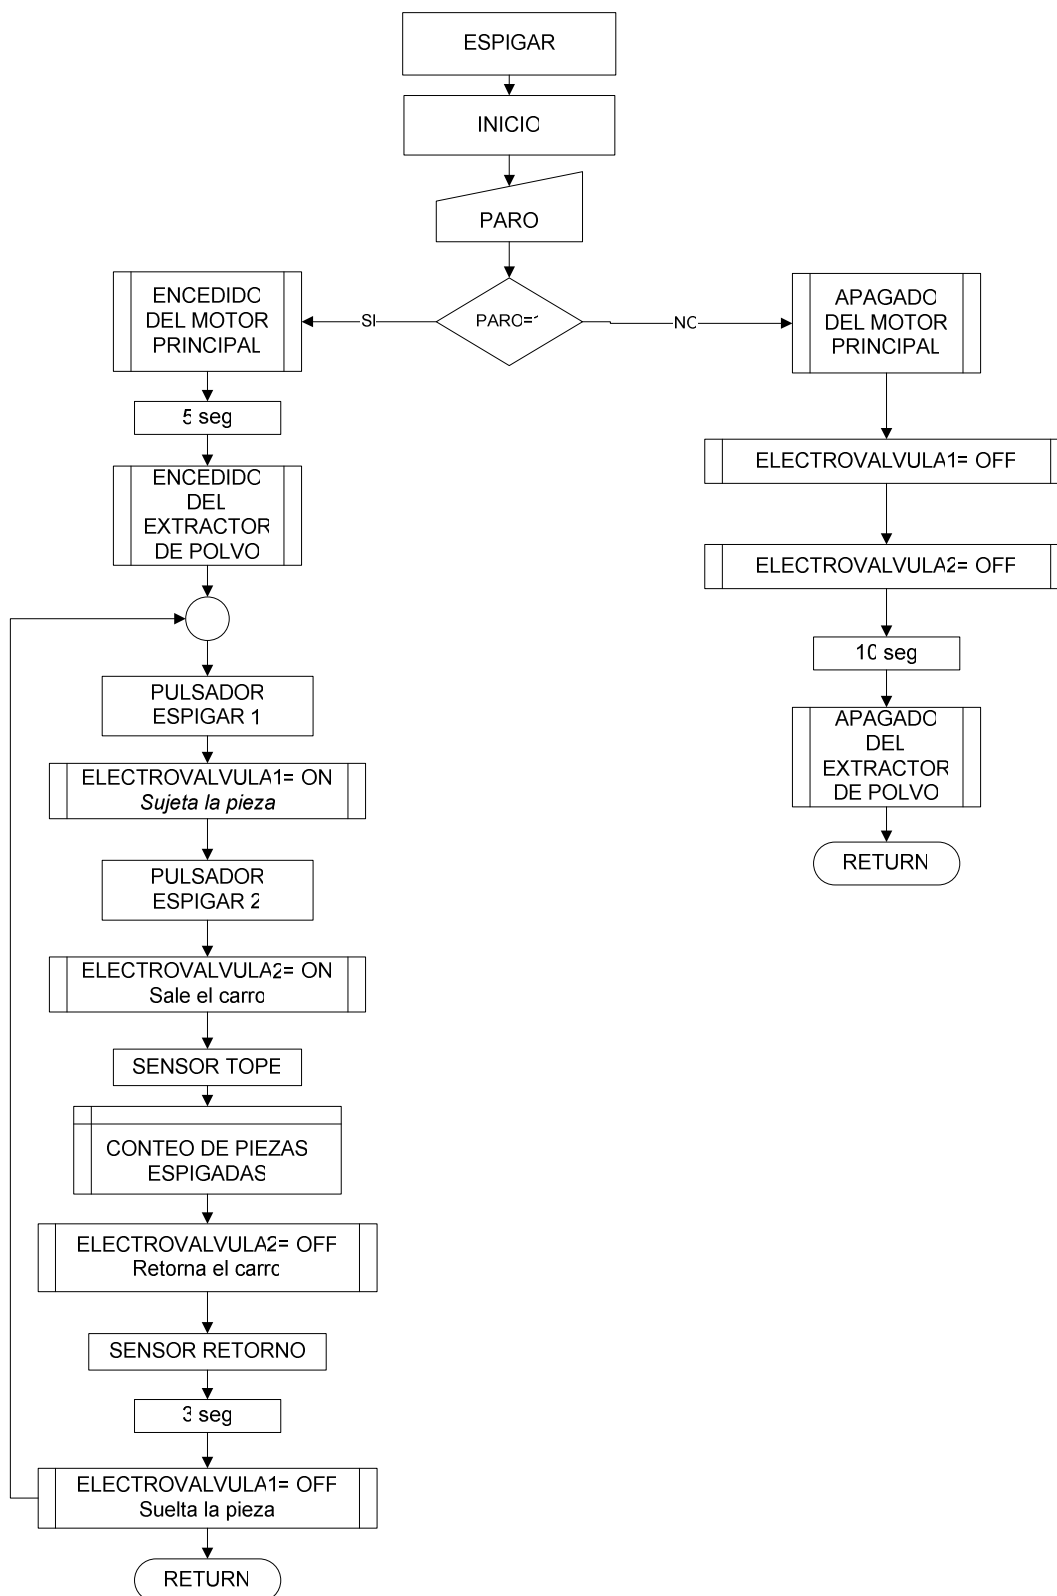 ESPIGAR
INICIO
PARO
PARO=1
SI
NO
ENCEDIDO
DEL MOTOR
PRINCIPAL
5 seg
ENCEDIDO
DEL
EXTRACTOR
DE POLVO
PULSADOR
ESPIGAR 1
ELECTROVALVULA1= ON
Sujeta la pieza
PULSADOR
ESPIGAR 2
ELECTROVALVULA2= ON
Sale el carro
SENSOR TOPE
CONTEO DE PIEZAS
ESPIGADAS
ELECTROVALVULA2= OFF
Retorna el carro
SENSOR RETORNO
3 seg
ELECTROVALVULA1= OFF
Suelta la pieza
RETURN
APAGADO
DEL MOTOR
PRINCIPAL
ELECTROVALVULA1= OFF
ELECTROVALVULA2= OFF
10 seg
APAGADO
DEL
EXTRACTOR
DE POLVO
RETURN